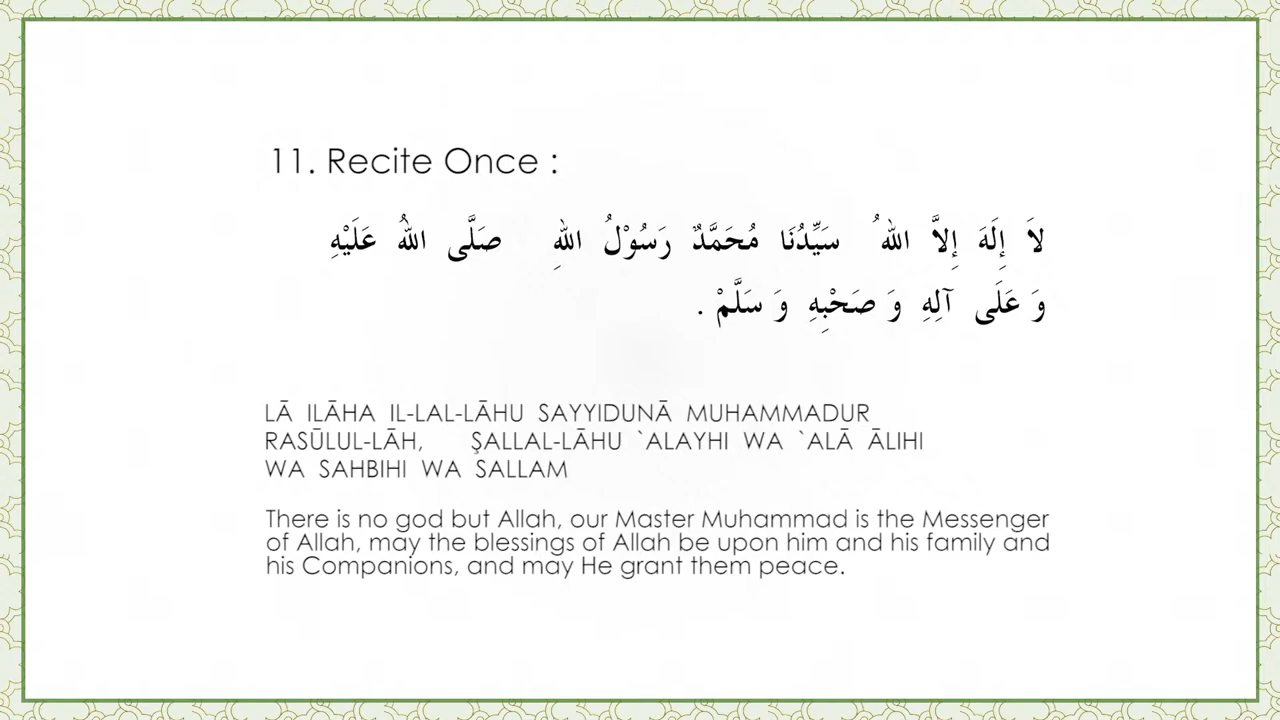 11. Recite Once :
لاَ إِلَهَ إِلاَّ اللهُ سَيِّدُنَا مُحَمَّدٌ رَسُوْلُ اللهِ صَلَّى اللهُ عَلَيْهِ
وَ عَلَى آلِهِ وَ صَحْبِهِ وَ سَلَّمْ .
LĀ ILĀHA IL-LAL-LĀHU SAYYIDUNĀ MUHAMMADUR
RASŪLUL-LĀH, ŞALLAL-LĀHU `ALAYHI WA `ALĀ ĀLIHI
WA SAHBIHI WA SALLAM
There is no god but Allah, our Master Muhammad is the Messenger
of Allah, may the blessings of Allah be upon him and his family and
his Companions, and may He grant them peace.